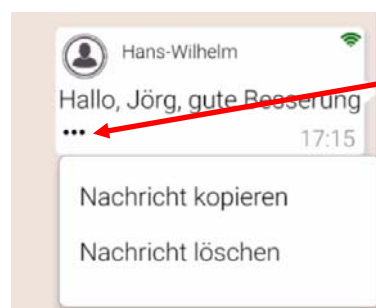 Hans-Wilhelm
Hallo, Jörg, gute Besserung
17:15
Nachricht kopieren
Nachricht löschen